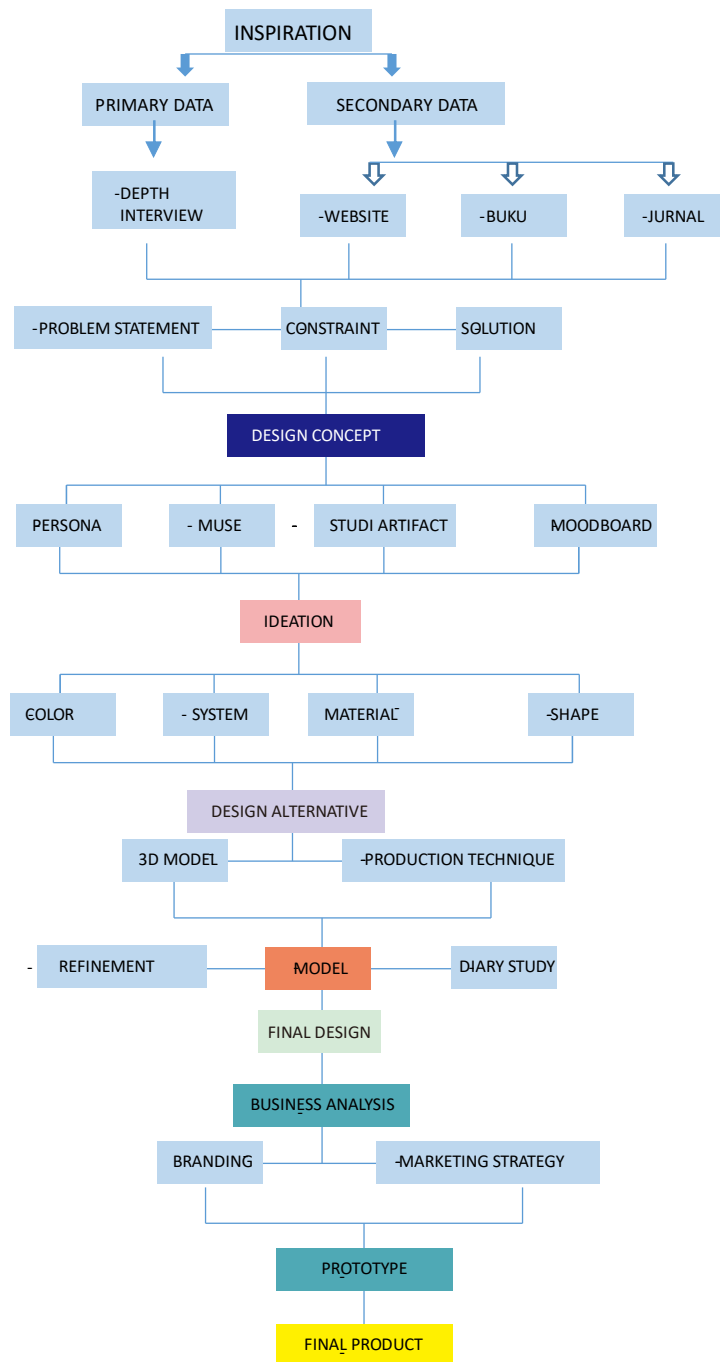 INSPIRATION
PRIMARY DATA
SECONDARY DATA
-DEPTH
INTERVIEW
-WEBSITE
-BUKU
-JURNAL
-PROBLEM STATEMENT
-CONSTRAINT
-SOLUTION
DESIGN CONCEPT
PERSONA
- MUSE
- STUDI ARTIFACT
-MOODBOARD
IDEATION
-COLOR
- SYSTEM
MATERIAL-
-SHAPE
DESIGN ALTERNATIVE
3D MODEL
-PRODUCTION TECHNIQUE
- REFINEMENT
-MODEL
-DIARY STUDY
FINAL DESIGN
BUSINESS ANALYSIS
BRANDING
-MARKETING STRATEGY
PROTOTYPE
FINAL PRODUCT